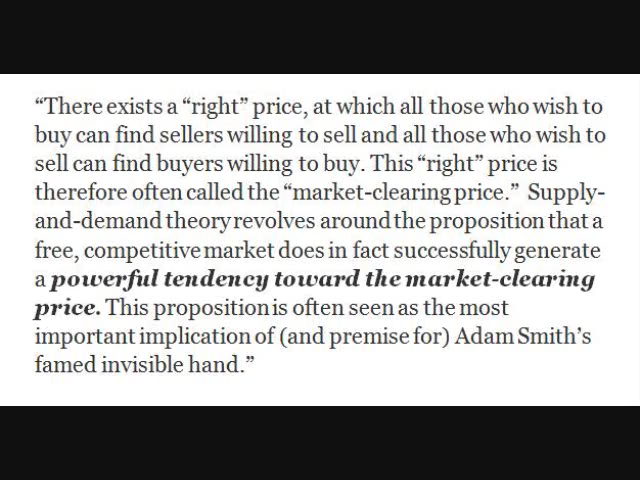 “There exists a “right” price, at which all those who wish to
buy can find sellers willing to sell and all those who wish to
sell can find buyers willing to buy. This “right” price is
therefore often called the “market-clearing price.” Supply-
and-demand theory revolves around the proposition that a
free, competitive market does in fact successfully generate
a powerful tendency toward the market-clearing
price. This proposition is often seen as the most
important implication of (and premise for) Adam Smith’s
famed invisible hand.”